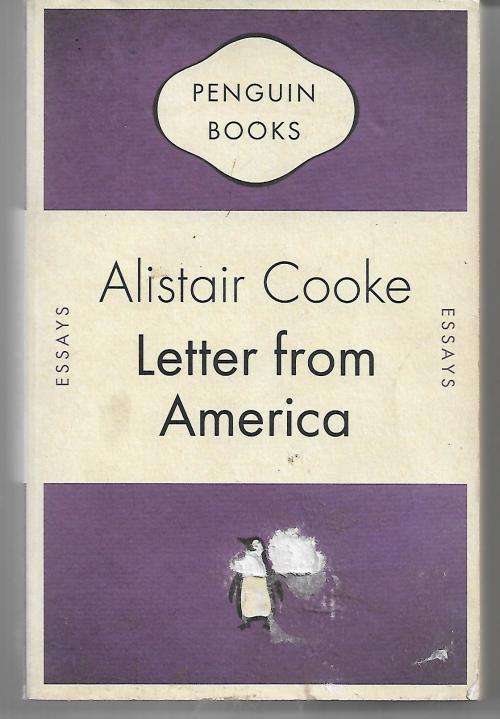 PENGUIN
BOOKS
Alistair Cooke
Letter from
America
ESSAYS
ESSAYS